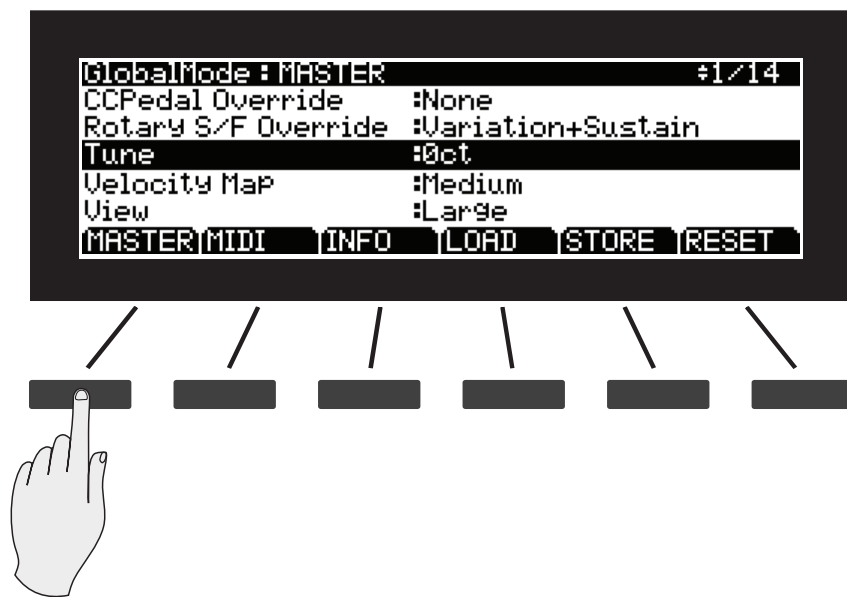 GlobalMode:MASTER ÷1/14
CCPedal Override :None
Rotary S/F Override :Variation+Sustain
Tune :0ct
Velocity Map :Medium
View :Large
MASTER MIDI INFO LOAD STORE RESET